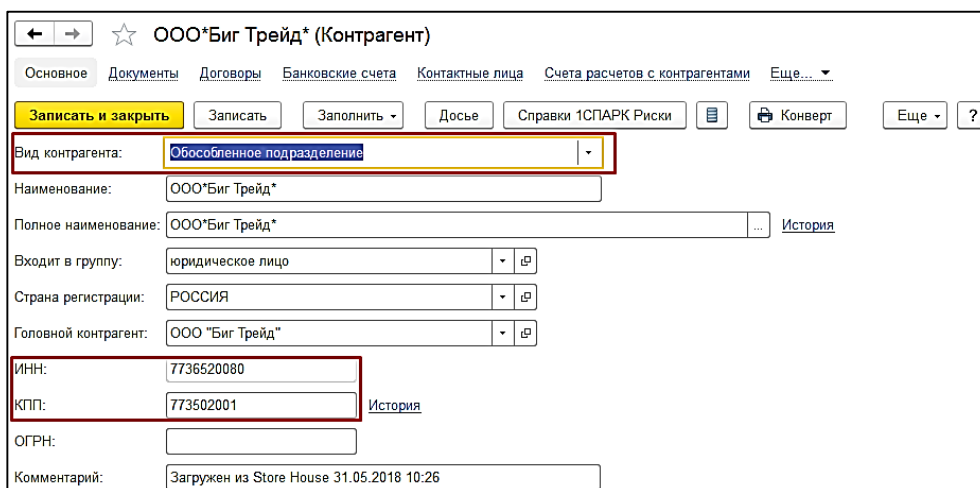 ООО*Биг Трейд* (Контрагент)
Основное Документы Договоры Банковские счета Контактные лица Счета расчетов с контрагентами Еще...
Записать и закрыть Записать Заполнить Досье Справки 1СПАРК Риски Конверт Еще ?
Вид контрагента: Обособленное подразделение
Наименование: ООО*Биг Трейд*
Полное наименование: ООО*Биг Трейд* ... История
Входит в группу: юридическое лицо
Страна регистрации: РОССИЯ
Головной контрагент: ООО "Биг Трейд"
ИНН: 7736520080
КПП: 773502001 История
ОГРН:
Комментарий: Загружен из Store House 31.05.2018 10:26